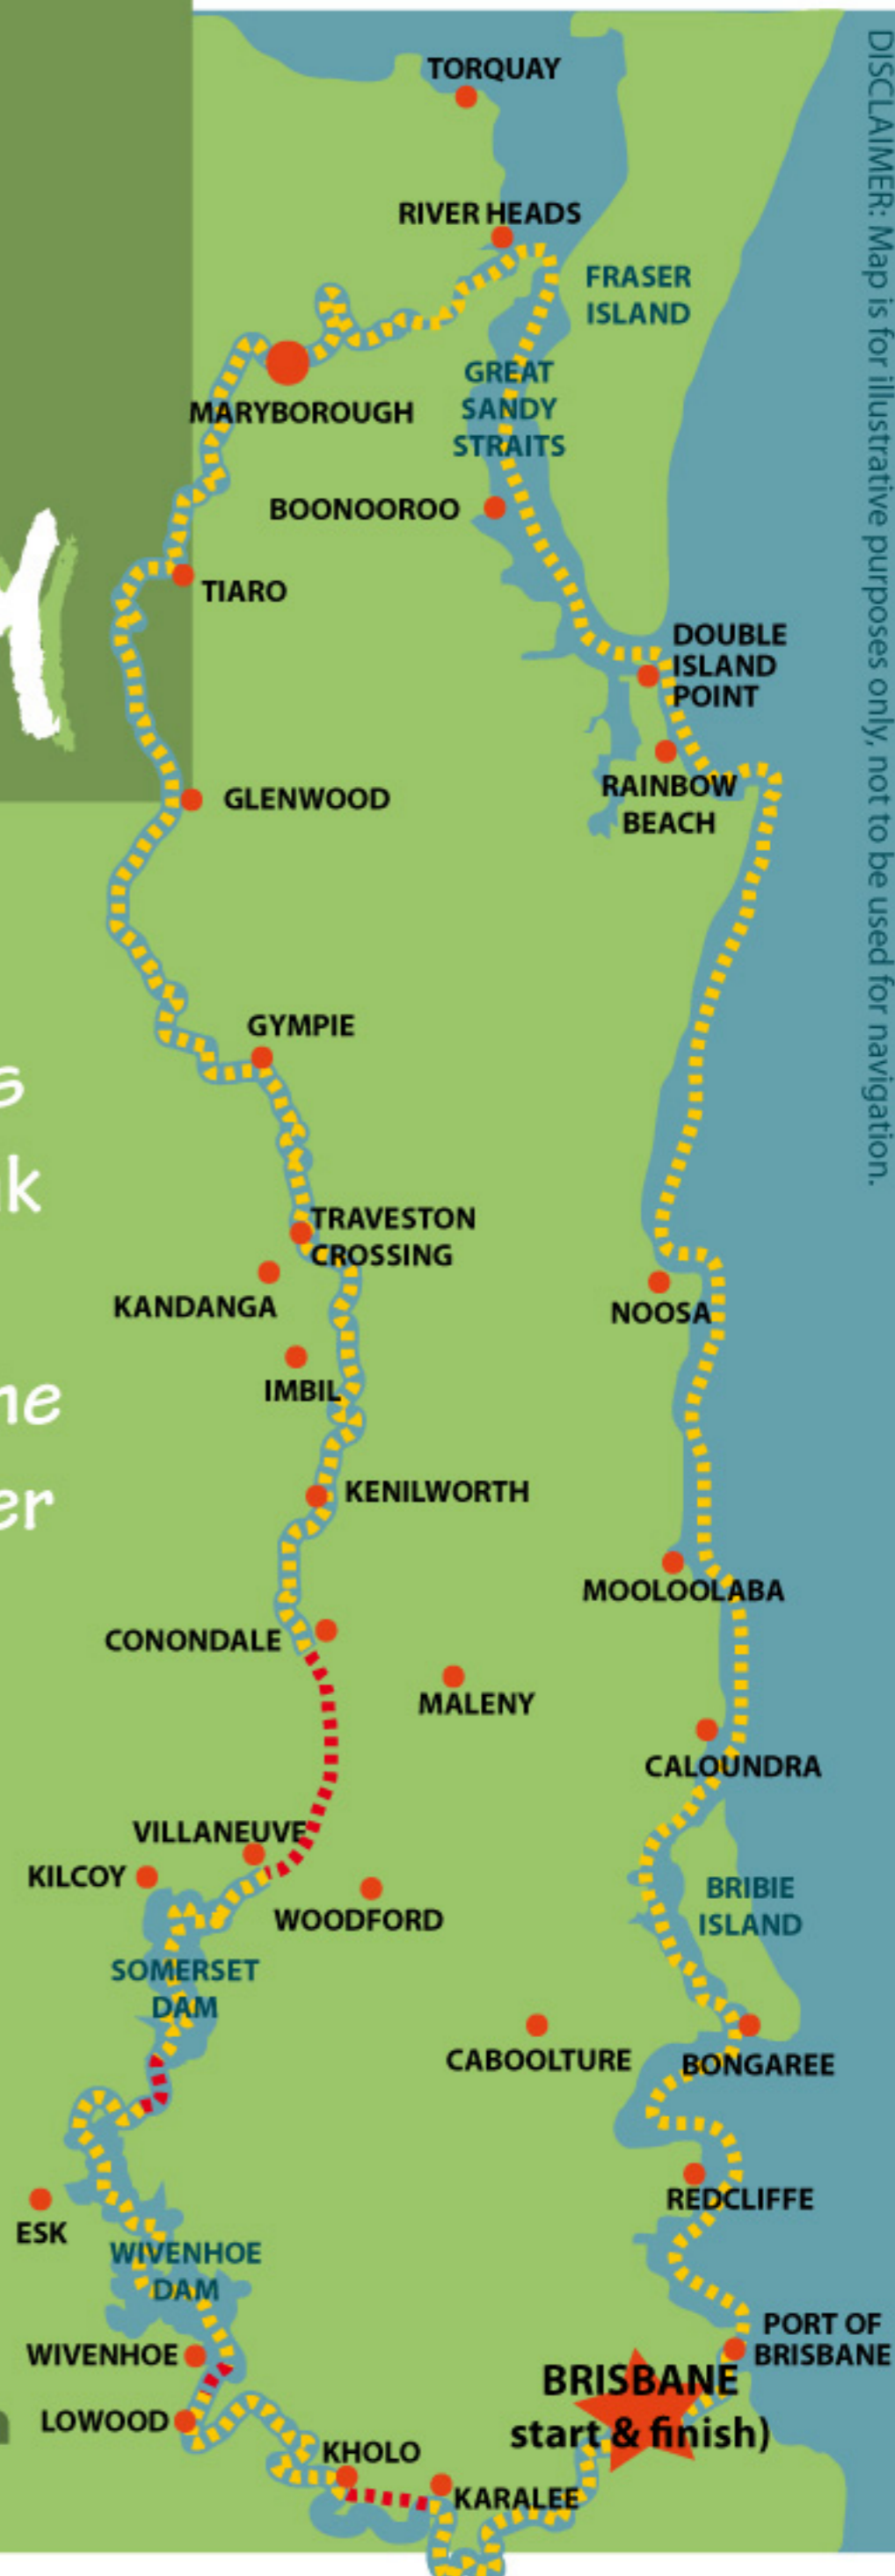 TORQUAY
RIVER HEADS
FRASER
ISLAND
MARYBOROUGH
GREAT
SANDY
STRAITS
BOONOOROO
TIARO
DOUBLE
ISLAND
POINT
RAINBOW
BEACH
GLENWOOD
GYMPIE
TRAVESTON
CROSSING
KANDANGA
NOOSA
IMBIL
KENILWORTH
MOOLOOLABA
CONONDALE
MALENY
CALOUNDRA
VILLANEUVE
KILCOY
WOODFORD
BRIBIE
ISLAND
SOMERSET
DAM
CABOOLTURE
BONGAREE
REDCLIFFE
ESK
WIVENHOE
DAM
PORT OF
BRISBANE
WIVENHOE
BRISBANE
start & finish)
LOWOOD
KHOLO
KARALEE
DISCLAIMER: Map is for illustrative purposes only, not to be used for navigation.